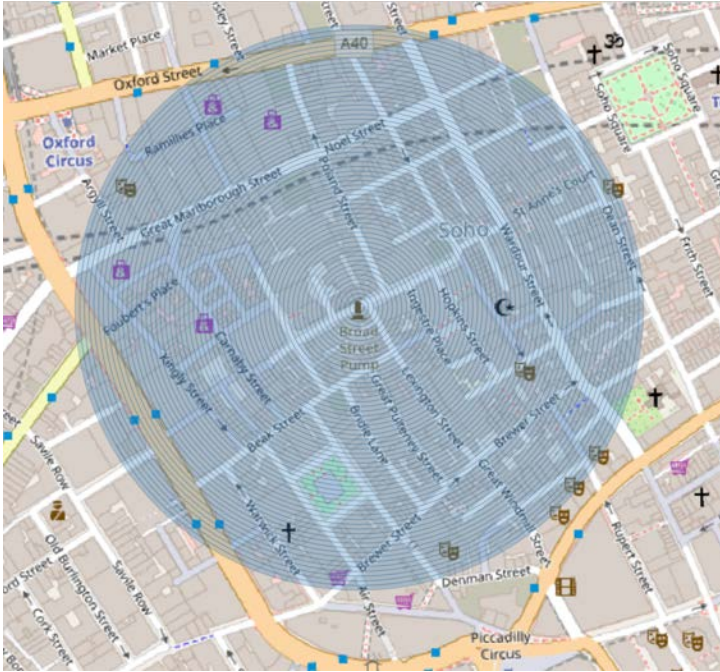 Market Place
A40
Oxford Street
Soho Square
Soho Square
Oxford
Circus
Ramillies Place
Noel Street
Argyll Street
Poland Street
Great Marlborough Street
St Anne's Court
Soho
Dean Street
Frith Street
Wardour Street
Foubert's Place
Ingestre Place
Hopkins Street
Broad
Street
Pump
Carnaby Street
Kingly Street
Lexington Street
Great Pulteney Street
Bridle Lane
Beak Street
Brewer Street
Savile Row
Great Windmill Street
Warwick Street
Brewer Street
Rupert Street
Old Burlington Street
Savile Row
Denman Street
Air Street
Cork Street
Piccadilly
Circus